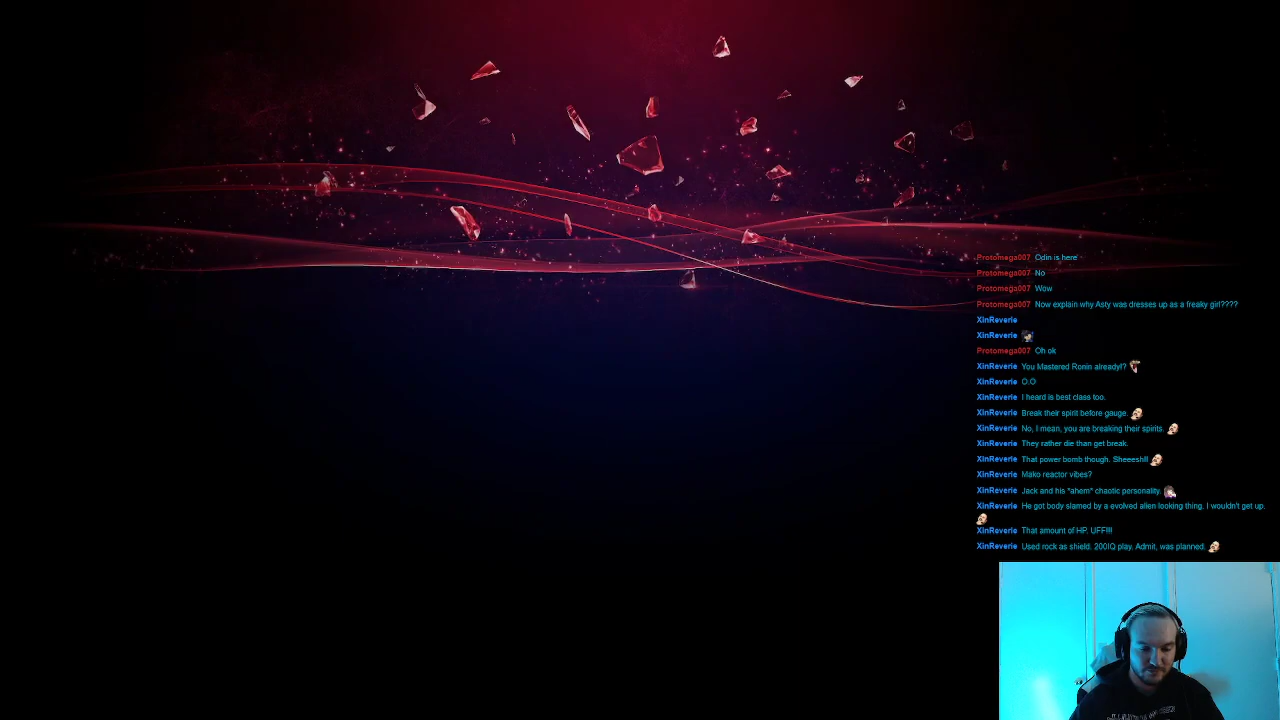 Protomega007 Odin is here
Protomega007 No
Protomega007 Wow
Protomega007 Now explain why Asty was dresses up as a freaky girl????
XinReverie
XinReverie
Protomega007 Oh ok
XinReverie You Mastered Ronin already!?
XinReverie O.O
XinReverie I heard is best class too.
XinReverie Break their spirit before gauge.
XinReverie No, I mean, you are breaking their spirits.
XinReverie They rather die than get break.
XinReverie That power bomb though. Sheeesh!!
XinReverie Mako reactor vibes?
XinReverie Jack and his *ahem* chaotic personality.
XinReverie He got body slamed by a evolved alien looking thing. I wouldn't get up.
XinReverie That amount of HP. UFF!!!
XinReverie Used rock as shield. 200IQ play. Admit, was planned.